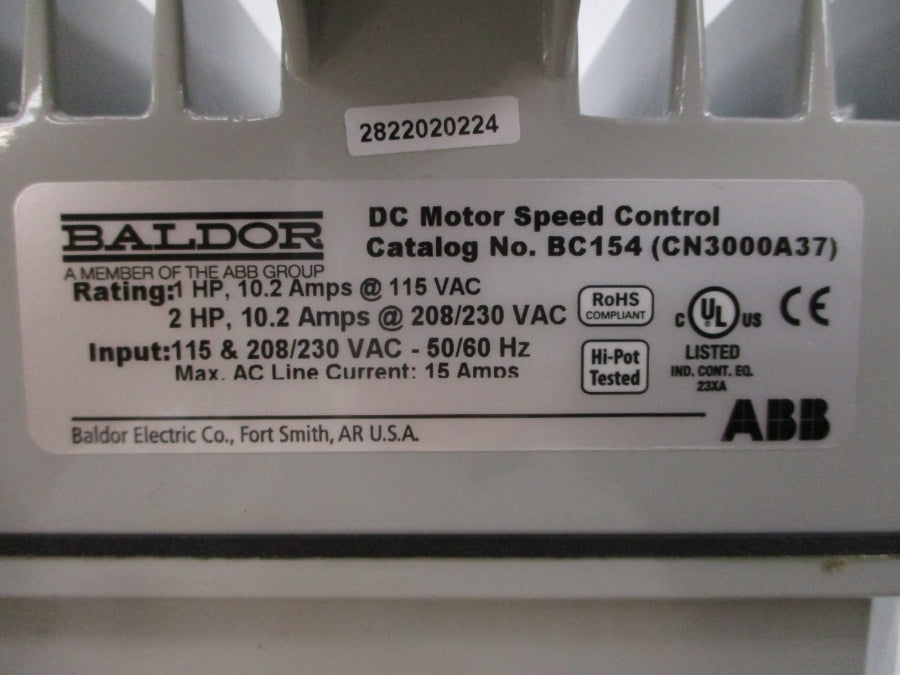 2822020224
BALDOR
A MEMBER OF THE ABB GROUP
DC Motor Speed Control
Catalog No. BC154 (CN3000A37)
Rating:1 HP, 10.2 Amps @ 115 VAC
2 HP, 10.2 Amps @ 208/230 VAC
Input:115 & 208/230 VAC - 50/60 Hz
Max. AC Line Current: 15 Amps
RoHS
COMPLIANT
Hi-Pot
Tested
C UL US
LISTED
IND. CONT. EQ.
23XA
CE
Baldor Electric Co., Fort Smith, AR U.S.A.
ABB